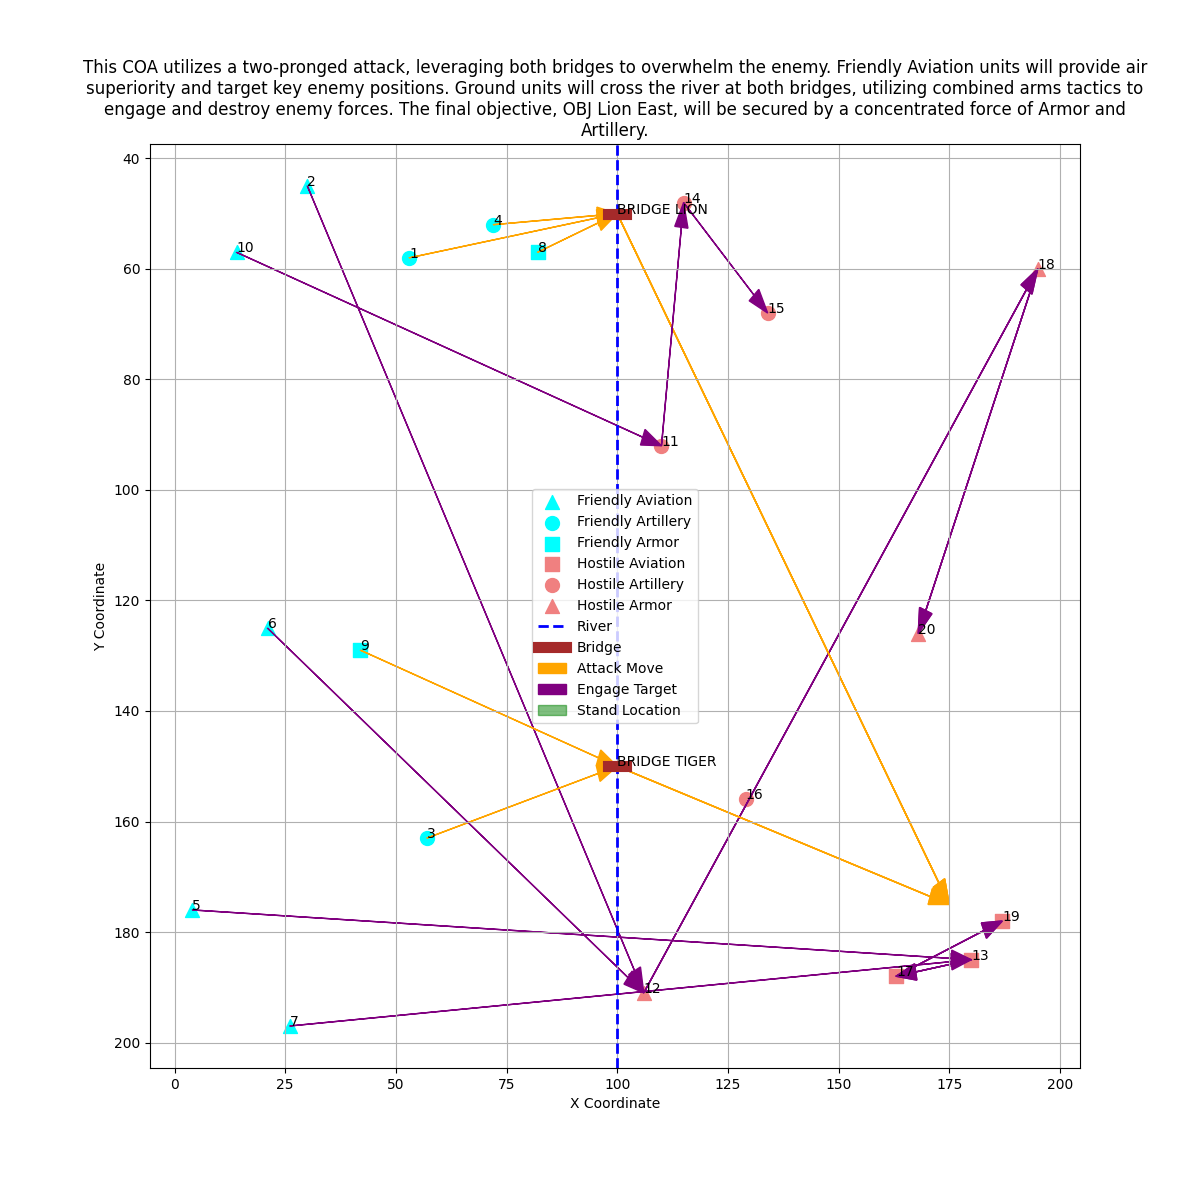 This COA utilizes a two-pronged attack, leveraging both bridges to overwhelm the enemy. Friendly Aviation units will provide air
superiority and target key enemy positions. Ground units will cross the river at both bridges, utilizing combined arms tactics to
engage and destroy enemy forces. The final objective, OBJ Lion East, will be secured by a concentrated force of Armor and
Artillery.
40
60
80
100
120
140
160
180
200
Y Coordinate
2
10
4
1
8
BRIDGE LION
14
15
18
11
20
6
9
BRIDGE TIGER
16
3
5
19
13
17
12
7
Friendly Aviation
Friendly Artillery
Friendly Armor
Hostile Aviation
Hostile Artillery
Hostile Armor
River
Bridge
Attack Move
Engage Target
Stand Location
0
25
50
75
100
125
150
175
200
X Coordinate